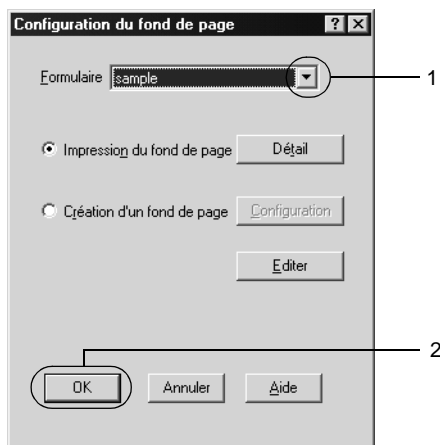 Configuration du fond de page
Formulaire sample 1
Impression du fond de page Détail
Création d'un fond de page Configuration
Editer
2
OK Annuler Aide